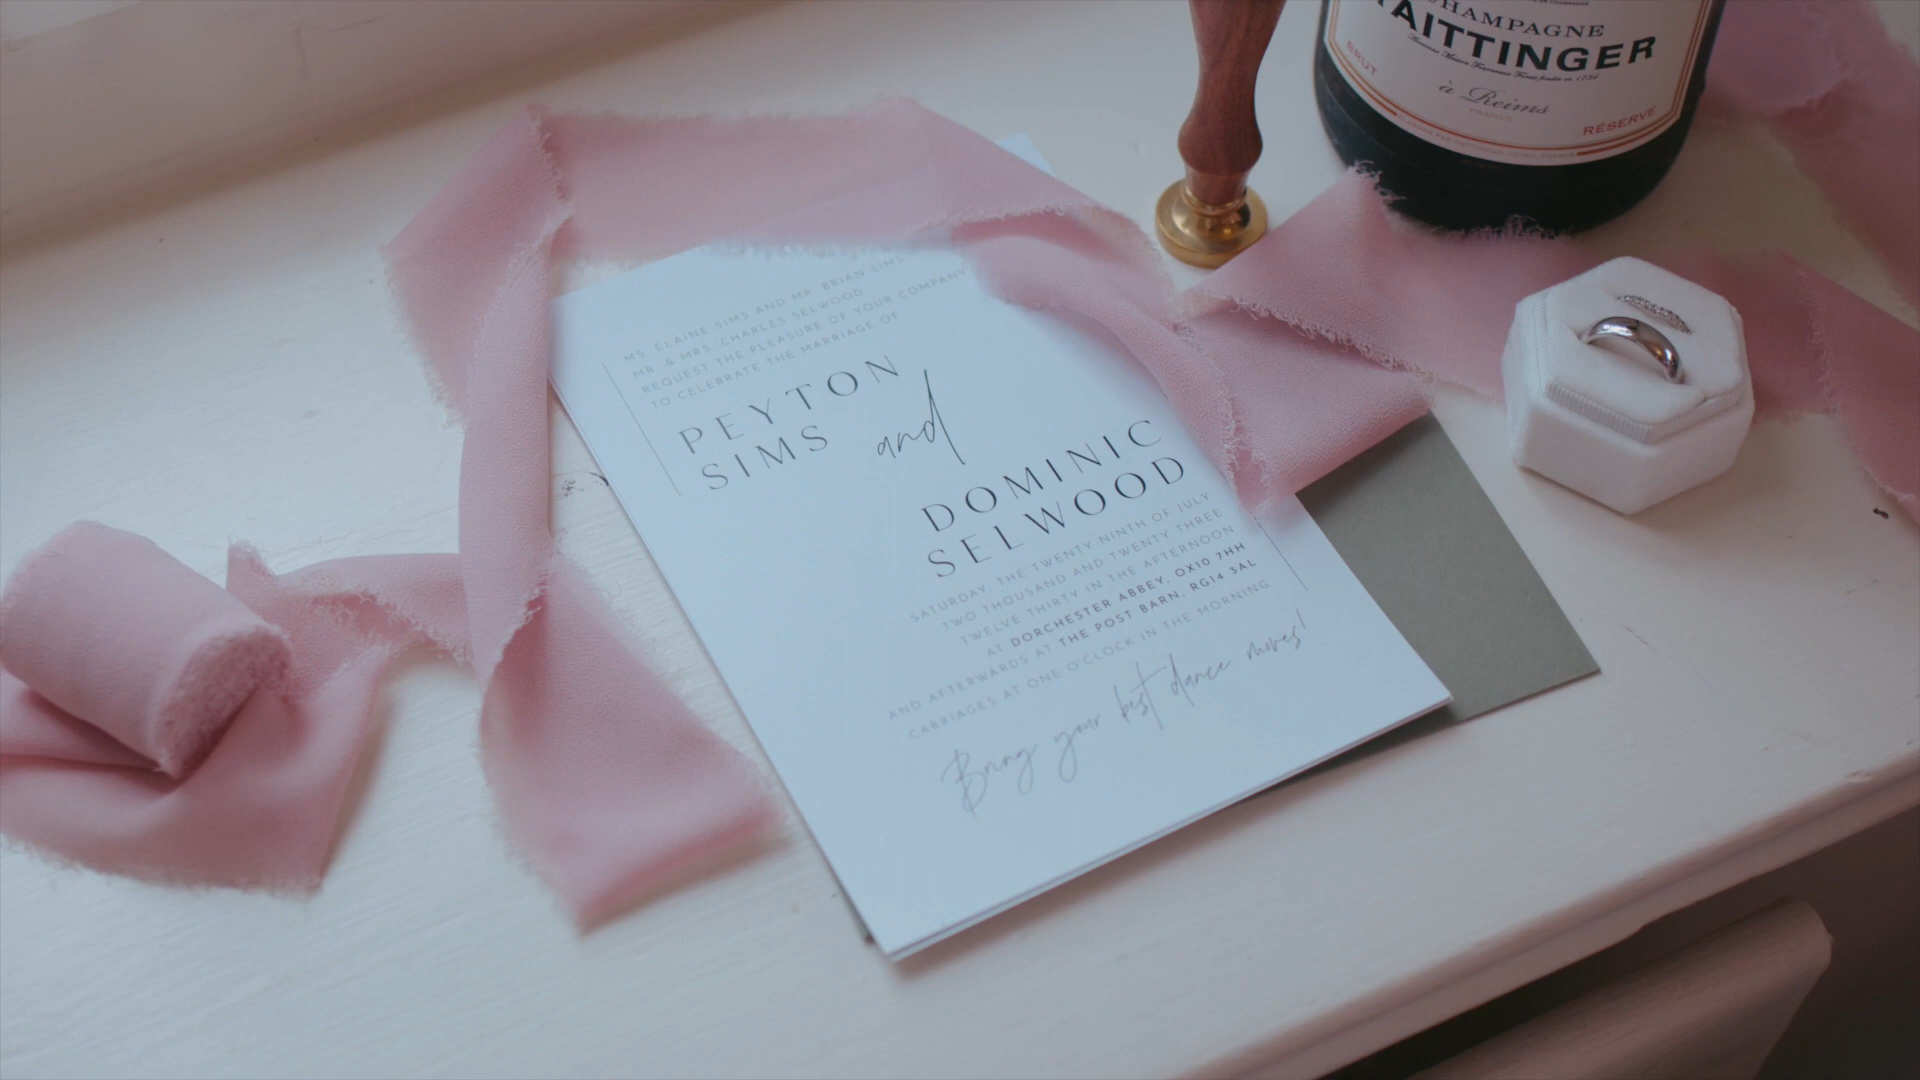 CHAMPAGNE
TAITTINGER
à Reims
FRANCE
BRUT
RÉSERVE
MS. ELAINE SIMS AND MR. BRIAN SIMS
MR. & MRS. CHARLES SELWOOD
REQUEST THE PLEASURE OF YOUR COMPANY
TO CELEBRATE THE MARRIAGE OF
PEYTON
SIMS and
DOMINIC
SELWOOD
SATURDAY, THE TWENTY NINTH OF JULY
TWO THOUSAND AND TWENTY THREE
TWELVE THIRTY IN THE AFTERNOON
AT DORCHESTER ABBEY, OX10 7HH
AND AFTERWARDS AT THE POST BARN, RG14 3AL
CARRIAGES AT ONE O'CLOCK IN THE MORNING
Bring your best dance moves!